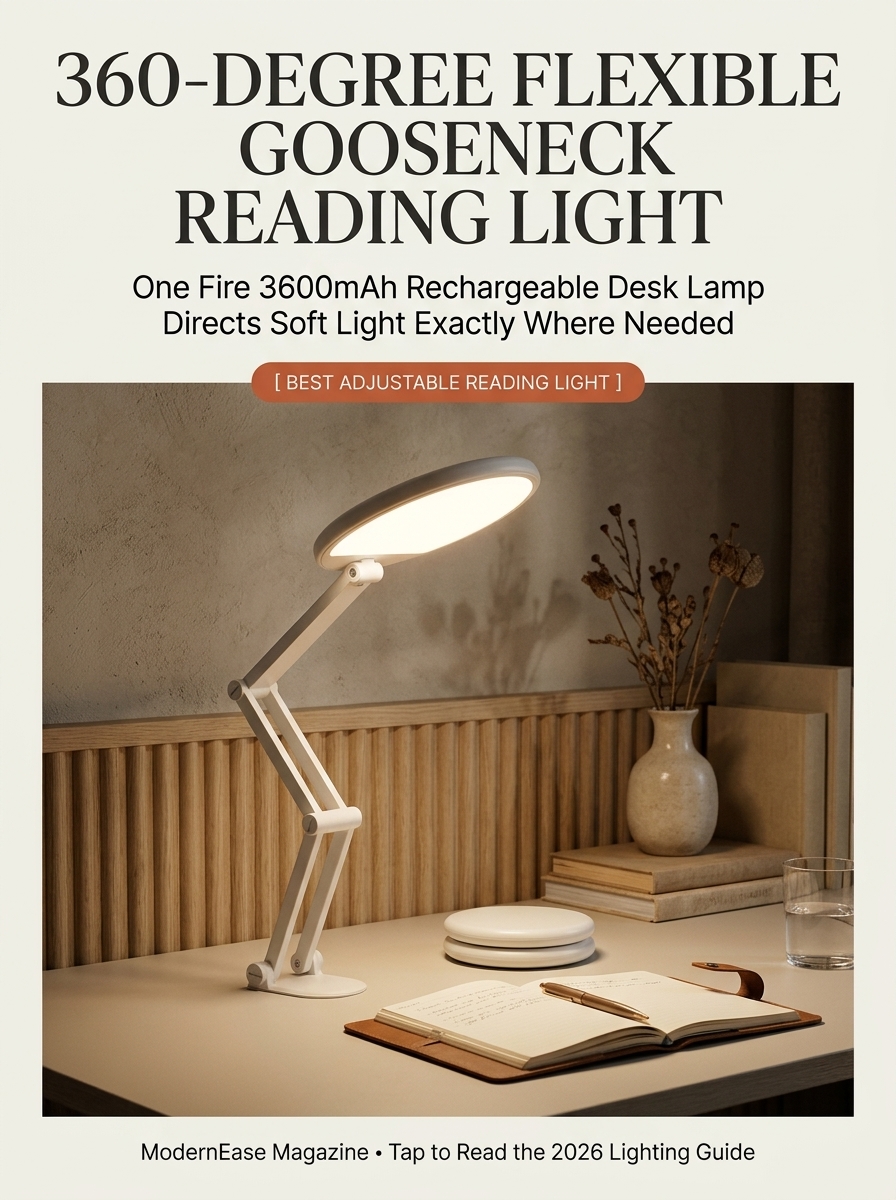 360-DEGREE FLEXIBLE
GOOSENECK
READING LIGHT
One Fire 3600mAh Rechargeable Desk Lamp
Directs Soft Light Exactly Where Needed
[ BEST ADJUSTABLE READING LIGHT ]
ModernEase Magazine • Tap to Read the 2026 Lighting Guide